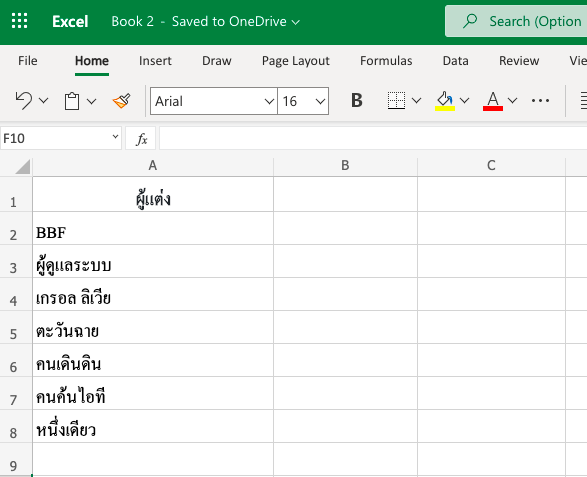 Excel Book 2 - Saved to OneDrive Search (Option
File Home Insert Draw Page Layout Formulas Data Review Vie
Arial 16 B A
F10 fx
A B C
1 ผู้แต่ง
2 BBF
3 ผู้ดูแลระบบ
4 เกรอล ลิเวีย
5 ตะวันฉาย
6 คนเดินดิน
7 คนค้นไอที
8 หนึ่งเดียว
9